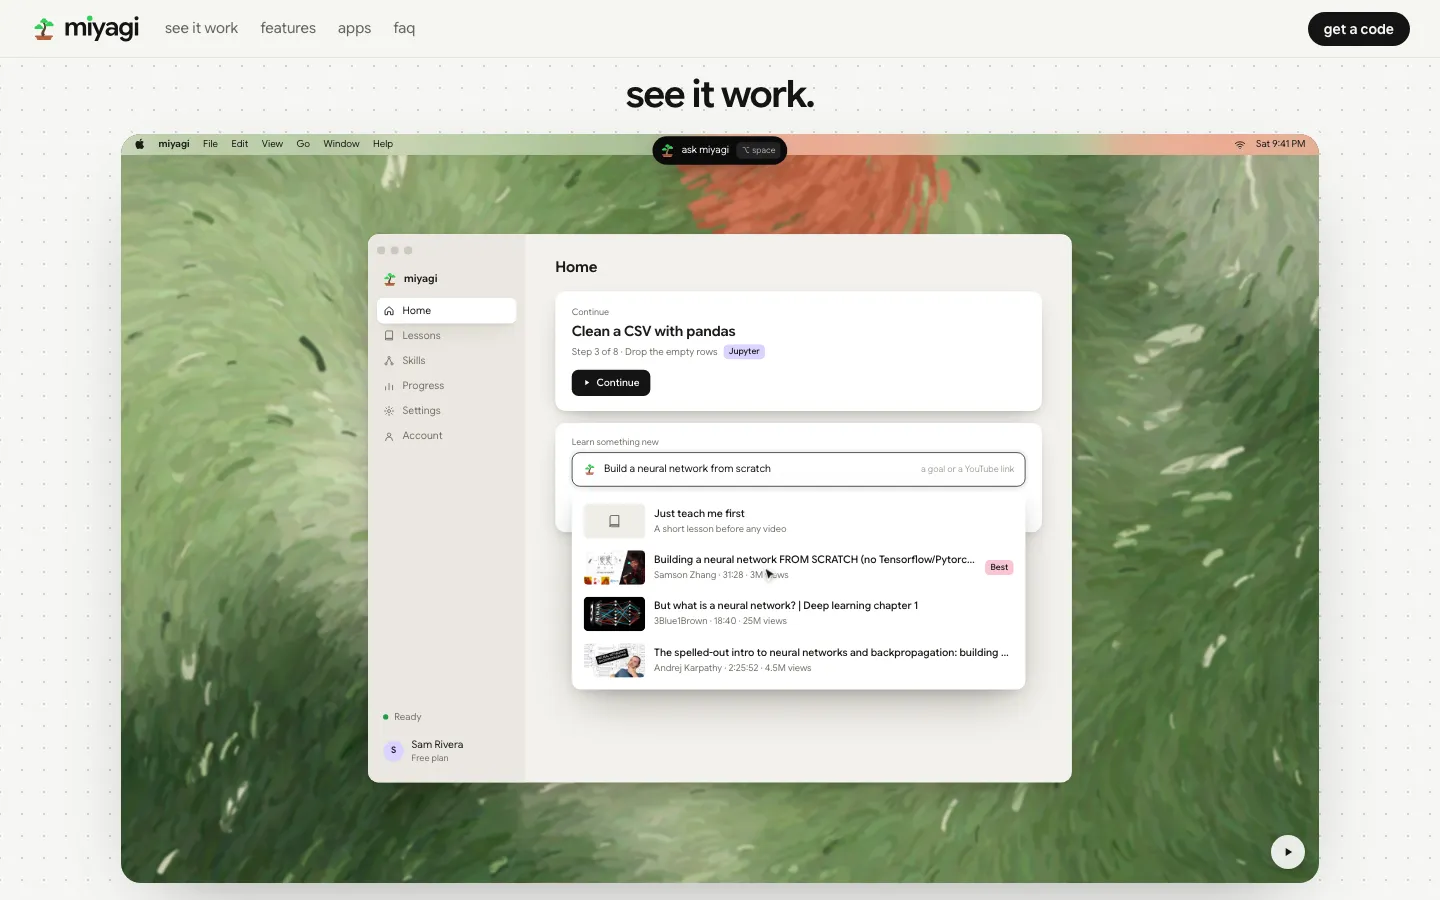 miyagi
see it work
features
apps
faq
get a code
see it work.
miyagi File Edit View Go Window Help
ask miyagi ⌥ space
Sat 9:41 PM
miyagi
Home
Lessons
Skills
Progress
Settings
Account
Ready
S
Sam Rivera
Free plan
Home
Continue
Clean a CSV with pandas
Step 3 of 8 · Drop the empty rows Jupyter
Continue
Learn something new
Build a neural network from scratch a goal or a YouTube link
Just teach me first
A short lesson before any video
Building a neural network FROM SCRATCH (no Tensorflow/Pytorc...
Best
Samson Zhang · 31:28 · 3M
But what is a neural network? | Deep learning chapter 1
3Blue1Brown · 18:40 · 25M views
The spelled-out intro to neural networks and backpropagation: building ...
Andrej Karpathy · 2:25:52 · 4.5M views